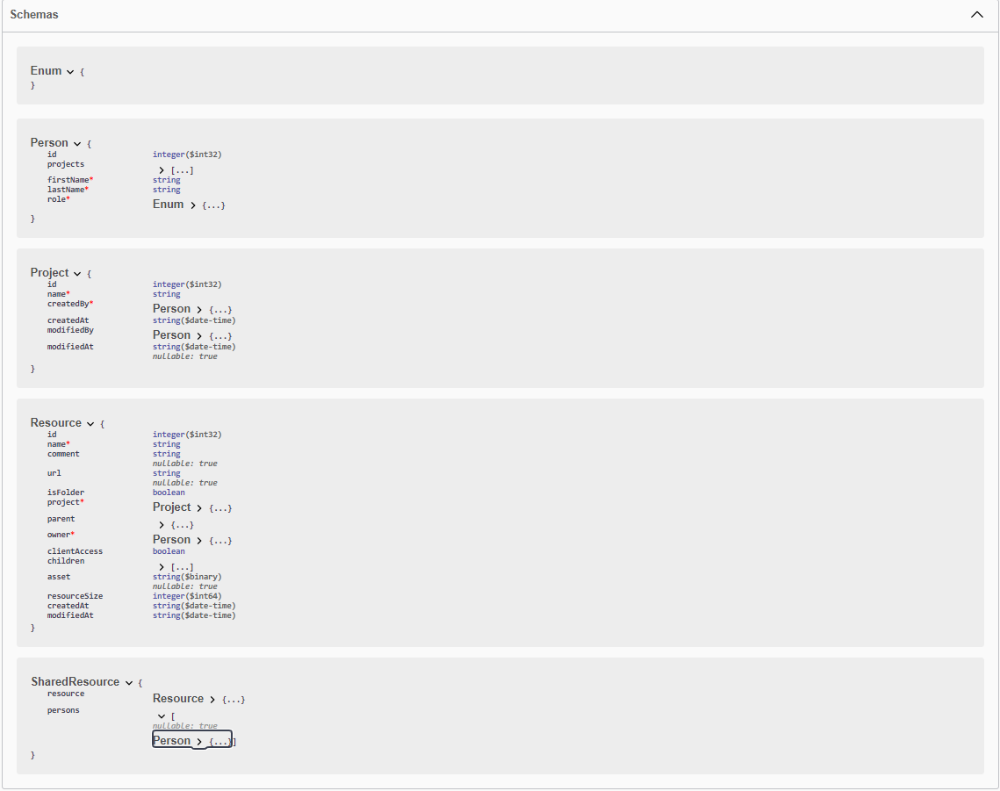 Schemas
Enum {
}
Person {
id integer($int32)
projects
[...]
firstName* string
lastName* string
role*
Enum {...}
}
Project {
id integer($int32)
name* string
createdBy*
Person {...}
createdAt string($date-time)
modifiedBy
Person {...}
modifiedAt string($date-time)
nullable: true
}
Resource {
id integer($int32)
name* string
comment string
nullable: true
url string
nullable: true
isFolder boolean
project*
Project {...}
parent
{...}
owner*
Person {...}
clientAccess boolean
children
[...]
asset string($binary)
nullable: true
resourceSize integer($int64)
createdAt string($date-time)
modifiedAt string($date-time)
}
SharedResource {
resource
Resource {...}
persons
[
nullable: true
Person {...}]
}